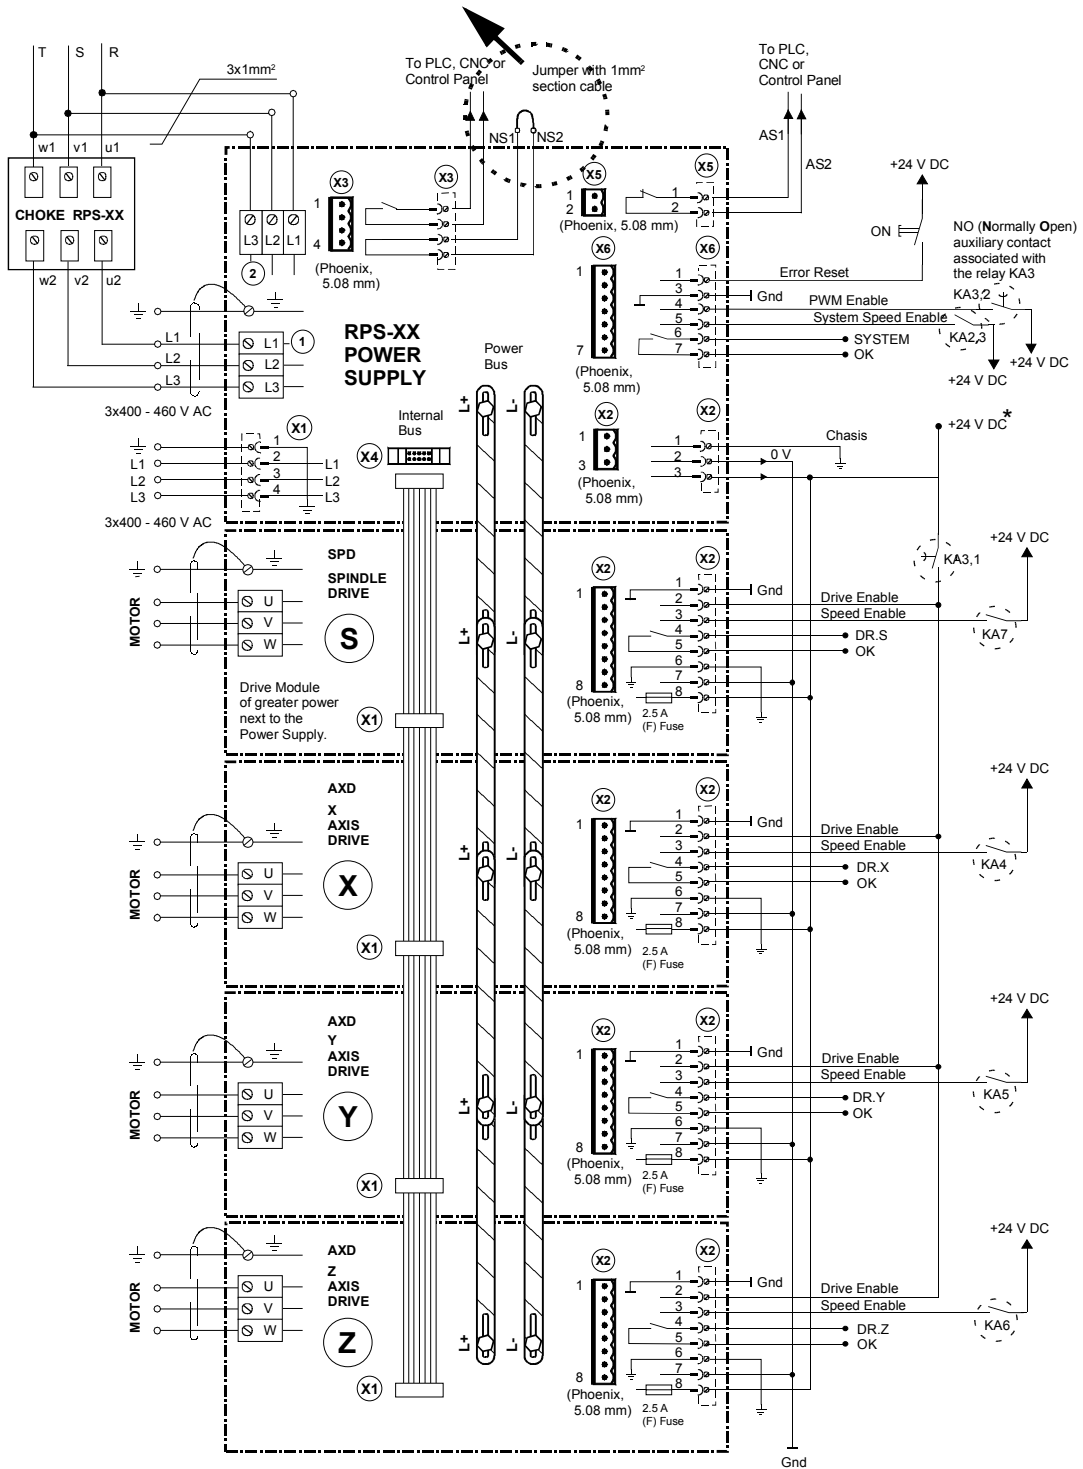 T S R
3x1mm²
To PLC, CNC or
Control Panel
Jumper with 1mm²
section cable
To PLC,
CNC or
Control Panel
w1 v1 u1
NS1 NS2
AS1
AS2
CHOKE RPS-XX
w2 v2 u2
L3 L2 L1
2
X3
1
4
(Phoenix,
5.08 mm)
X3
X5
1
2
(Phoenix, 5.08 mm)
X5
1
2
+24 V DC
ON
NO (Normally Open)
auxiliary contact
associated with
the relay KA3
X6
1
7
(Phoenix,
5.08 mm)
X6
1 Error Reset
3 Gnd
4 PWM Enable
5 System Speed Enable
6 SYSTEM
7 OK
KA3,2
KA2,3
+24 V DC
+24 V DC
L1 L1 1
L2 L2
L3 L3
3x400 - 460 V AC
RPS-XX
POWER
SUPPLY
Power
Bus
L+ L-
Internal
Bus
X4
X1
1
L1 2 L1
L2 3 L2
L3 4 L3
3x400 - 460 V AC
X2
1
3
(Phoenix,
5.08 mm)
X2
1 Chasis
2 0 V
3
+24 V DC*
KA3,1
SPD
SPINDLE
DRIVE
S
MOTOR
U
V
W
Drive Module
of greater power
next to the
Power Supply.
X1
L+ L-
X2
1
8
(Phoenix,
5.08 mm)
X2
1 Gnd
2 Drive Enable
3 Speed Enable
4 DR.S
5 OK
6
7
8
2.5 A
(F) Fuse
+24 V DC
KA7
AXD
X
AXIS
DRIVE
X
MOTOR
U
V
W
X1
L+ L-
X2
1
8
(Phoenix,
5.08 mm)
X2
1 Gnd
2 Drive Enable
3 Speed Enable
4 DR.X
5 OK
6
7
8
2.5 A
(F) Fuse
+24 V DC
KA4
AXD
Y
AXIS
DRIVE
Y
MOTOR
U
V
W
X1
L+ L-
X2
1
8
(Phoenix,
5.08 mm)
X2
1 Gnd
2 Drive Enable
3 Speed Enable
4 DR.Y
5 OK
6
7
8
2.5 A
(F) Fuse
+24 V DC
KA5
AXD
Z
AXIS
DRIVE
Z
MOTOR
U
V
W
X1
L+ L-
X2
1
8
(Phoenix,
5.08 mm)
X2
1 Gnd
2 Drive Enable
3 Speed Enable
4 DR.Z
5 OK
6
7
8
2.5 A
(F) Fuse
+24 V DC
KA6
Gnd